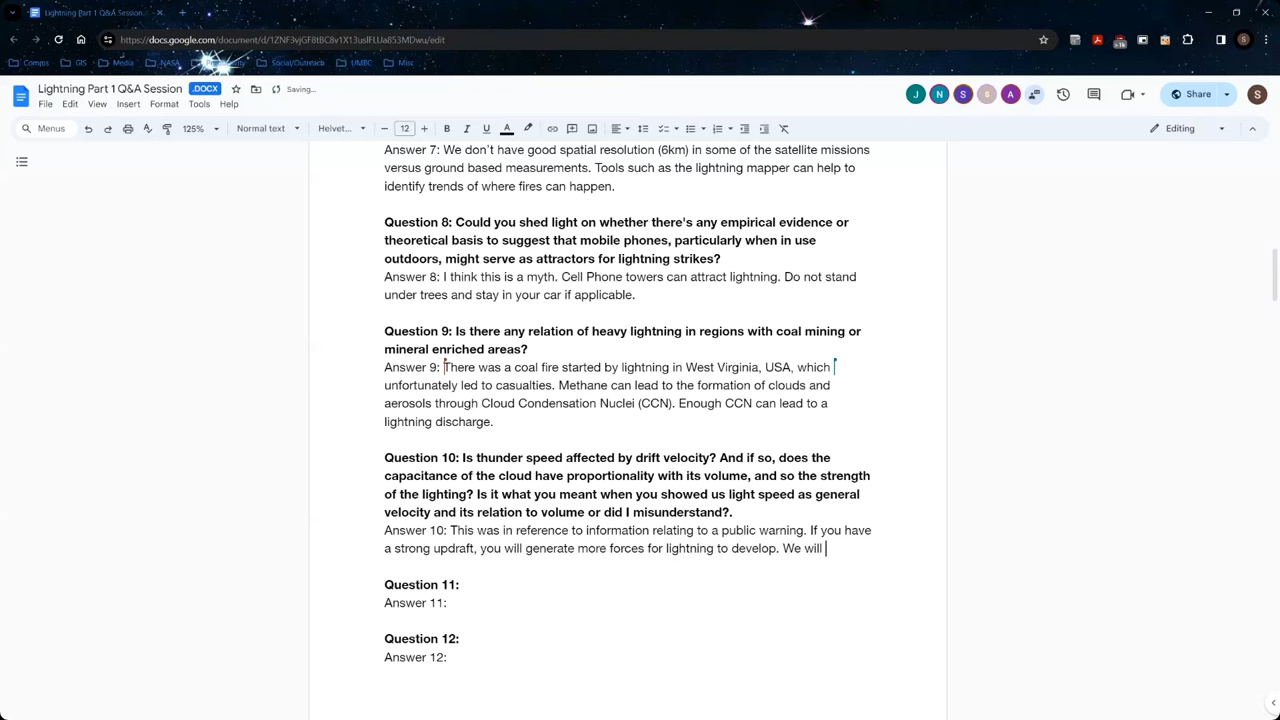 Lightning Part 1 Q&A Session
https://docs.google.com/document/d/1ZNF3vjGF8tBC8v1X13uslFLUa853MDwu/edit
Comps GIS Media NASA Social/Outreach UMBC Misc
Lightning Part 1 Q&A Session .DOCX Saving...
File Edit View Insert Format Tools Help
J N S S A Share S
Menus 125% Normal text Helvet... 12 B I U A Editing
Answer 7: We don't have good spatial resolution (6km) in some of the satellite missions
versus ground based measurements. Tools such as the lightning mapper can help to
identify trends of where fires can happen.
Question 8: Could you shed light on whether there's any empirical evidence or
theoretical basis to suggest that mobile phones, particularly when in use
outdoors, might serve as attractors for lightning strikes?
Answer 8: I think this is a myth. Cell Phone towers can attract lightning. Do not stand
under trees and stay in your car if applicable.
Question 9: Is there any relation of heavy lightning in regions with coal mining or
mineral enriched areas?
Answer 9: There was a coal fire started by lightning in West Virginia, USA, which
unfortunately led to casualties. Methane can lead to the formation of clouds and
aerosols through Cloud Condensation Nuclei (CCN). Enough CCN can lead to a
lightning discharge.
Question 10: Is thunder speed affected by drift velocity? And if so, does the
capacitance of the cloud have proportionality with its volume, and so the strength
of the lighting? Is it what you meant when you showed us light speed as general
velocity and its relation to volume or did I misunderstand?.
Answer 10: This was in reference to information relating to a public warning. If you have
a strong updraft, you will generate more forces for lightning to develop. We will
Question 11:
Answer 11:
Question 12:
Answer 12: